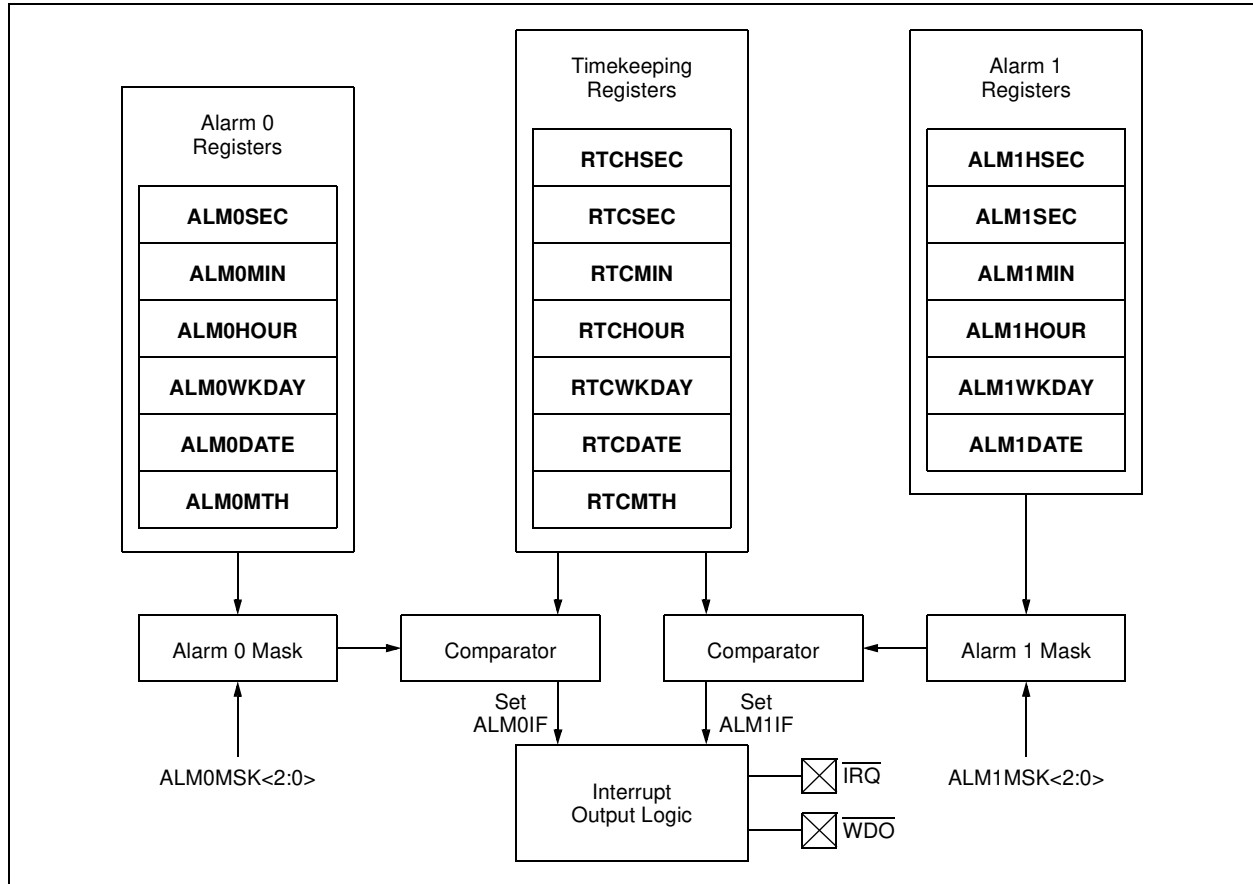 Alarm 0
Registers
ALM0SEC
ALM0MIN
ALM0HOUR
ALM0WKDAY
ALM0DATE
ALM0MTH
Timekeeping
Registers
RTCHSEC
RTCSEC
RTCMIN
RTCHOUR
RTCWKDAY
RTCDATE
RTCMTH
Alarm 1
Registers
ALM1HSEC
ALM1SEC
ALM1MIN
ALM1HOUR
ALM1WKDAY
ALM1DATE
Alarm 0 Mask
Comparator
Comparator
Alarm 1 Mask
Set
ALM0IF
Set
ALM1IF
ALM0MSK<2:0>
Interrupt
Output Logic
IRQ
WDO
ALM1MSK<2:0>